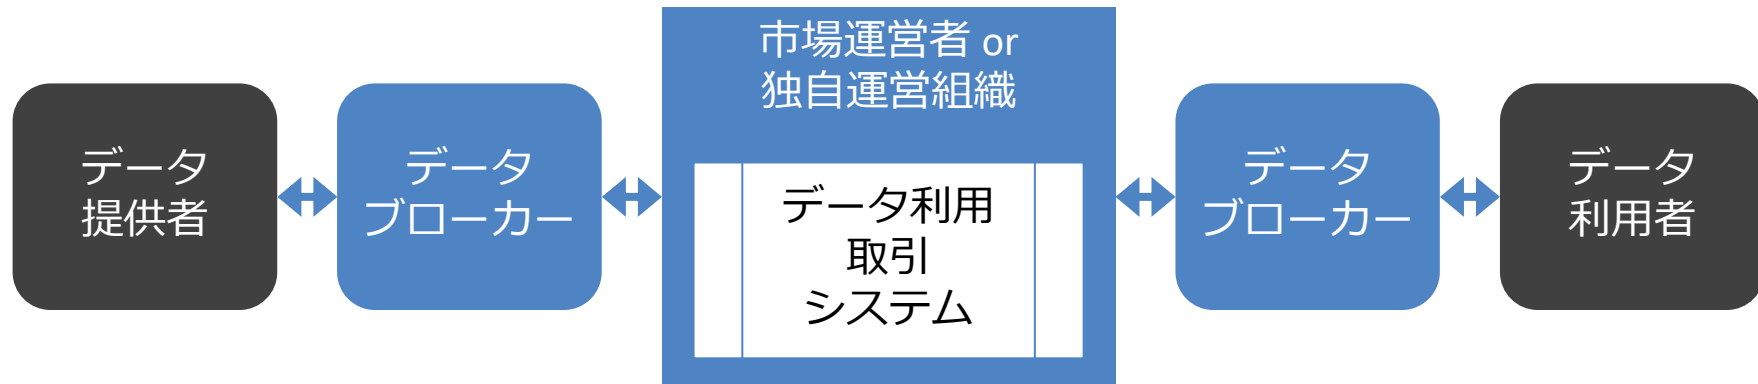 データ
提供者
データ
ブローカー
市場運営者 or
独自運営組織
データ利用
取引
システム
データ
ブローカー
データ
利用者